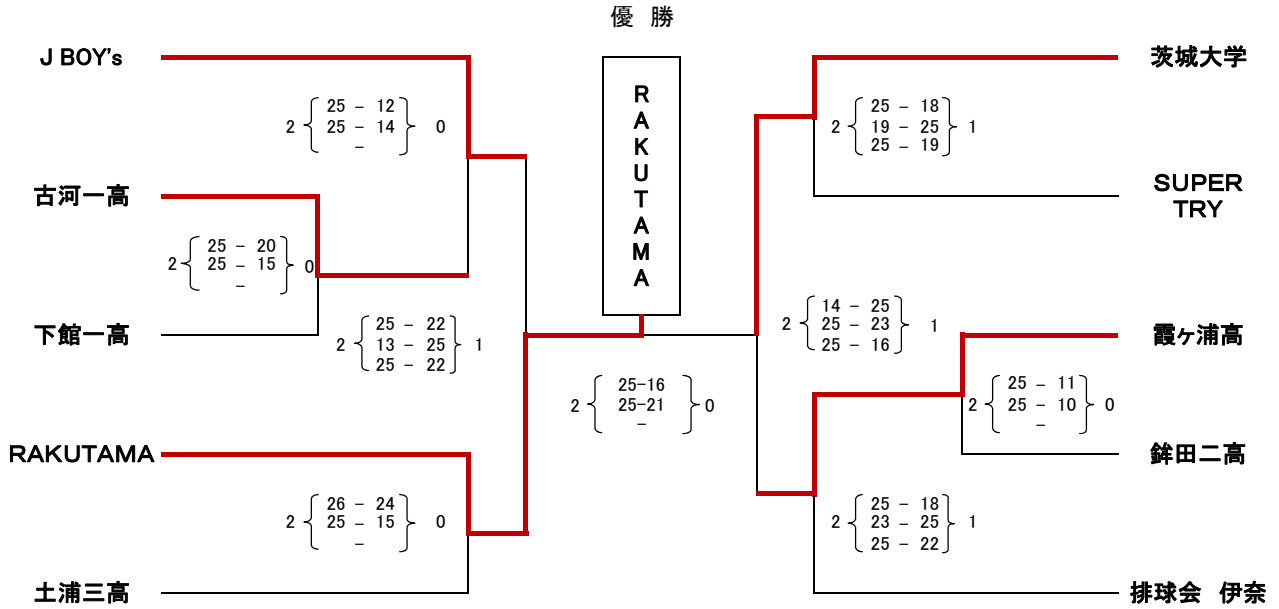 優 勝
RAKUTAMA
J BOY's
2 25 - 12 0
25 - 14
-
古河一高
2 25 - 20 0
25 - 15
-
下館一高
2 25 - 22 1
13 - 25
25 - 22
RAKUTAMA
2 26 - 24 0
25 - 15
-
土浦三高
2 25-16 0
25-21
-
茨城大学
2 25 - 18 1
19 - 25
25 - 19
SUPER
TRY
2 14 - 25 1
25 - 23
25 - 16
霞ヶ浦高
2 25 - 11 0
25 - 10
-
鉾田二高
2 25 - 18 1
23 - 25
25 - 22
排球会 伊奈